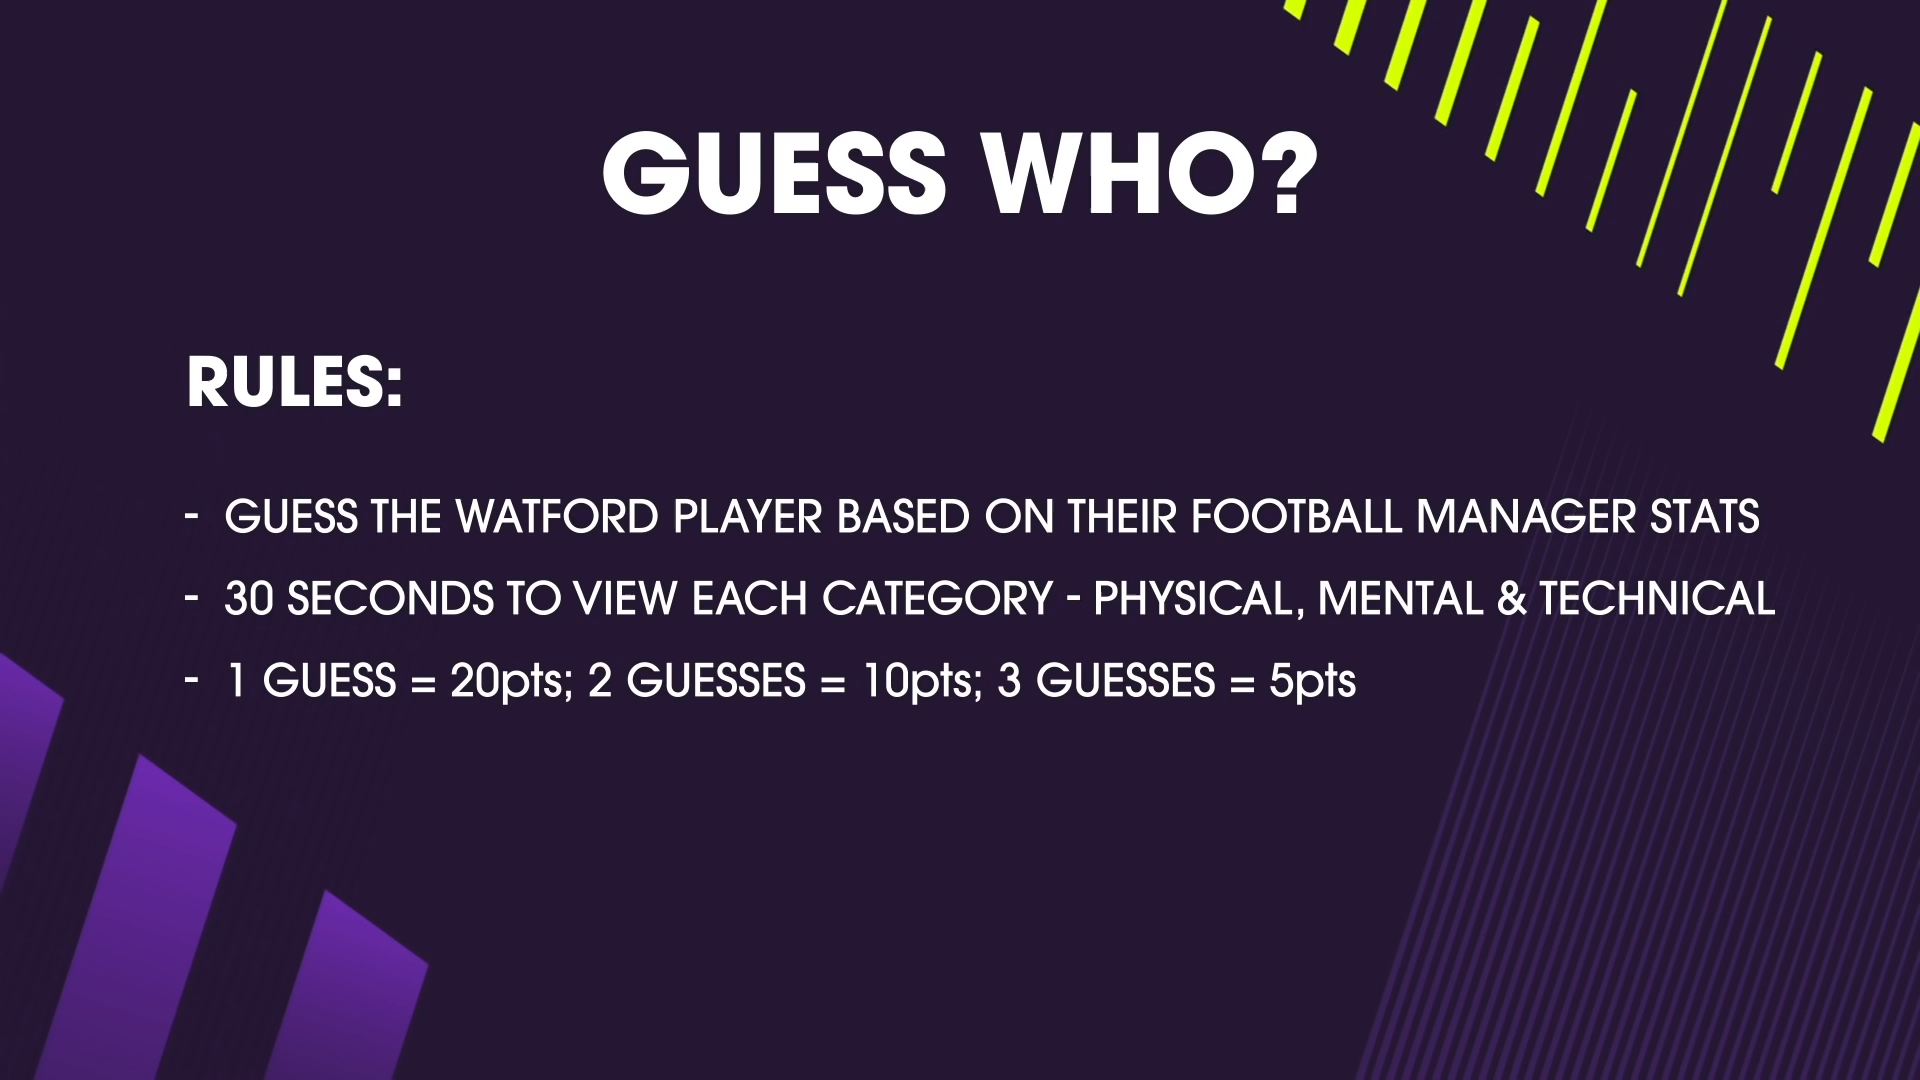 GUESS WHO?
RULES:
- GUESS THE WATFORD PLAYER BASED ON THEIR FOOTBALL MANAGER STATS
- 30 SECONDS TO VIEW EACH CATEGORY - PHYSICAL, MENTAL & TECHNICAL
- 1 GUESS = 20pts; 2 GUESSES = 10pts; 3 GUESSES = 5pts